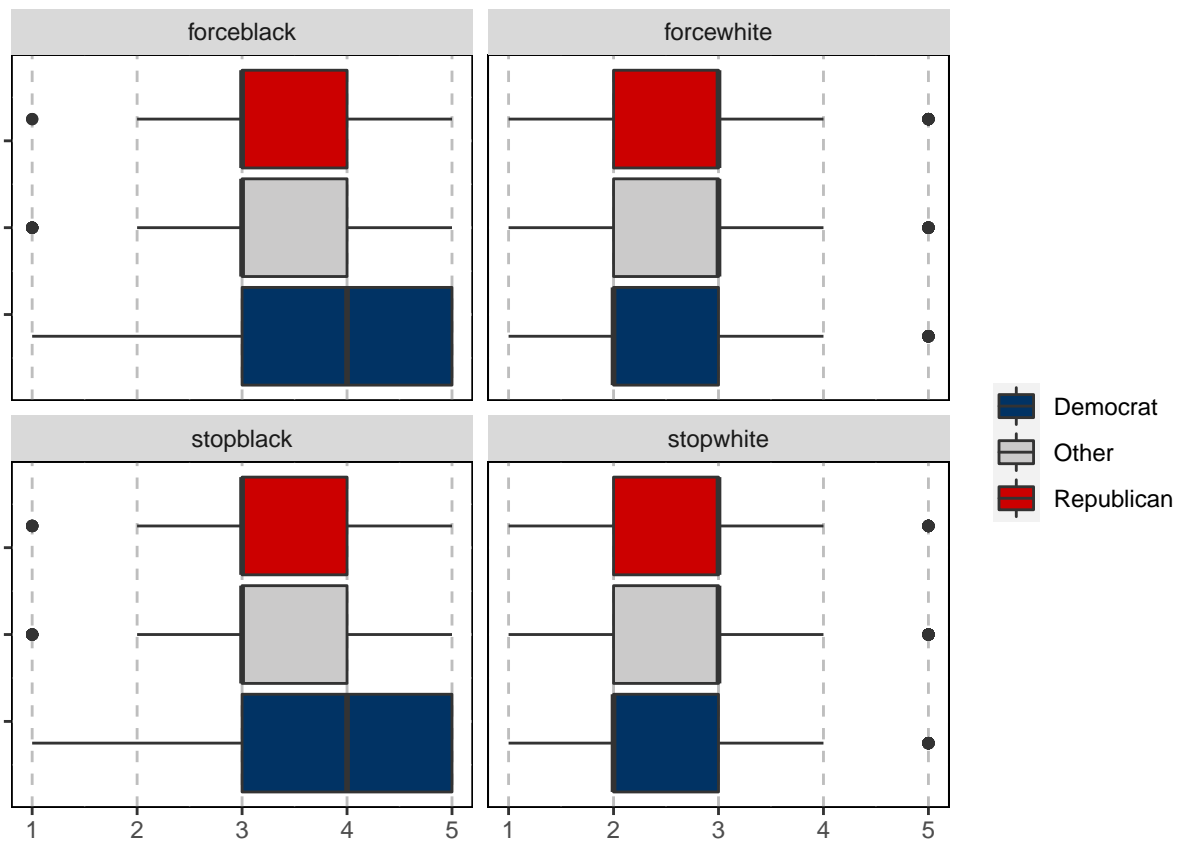 forceblack
forcewhite
stopblack
stopwhite
1 2 3 4 5
1 2 3 4 5
Democrat
Other
Republican